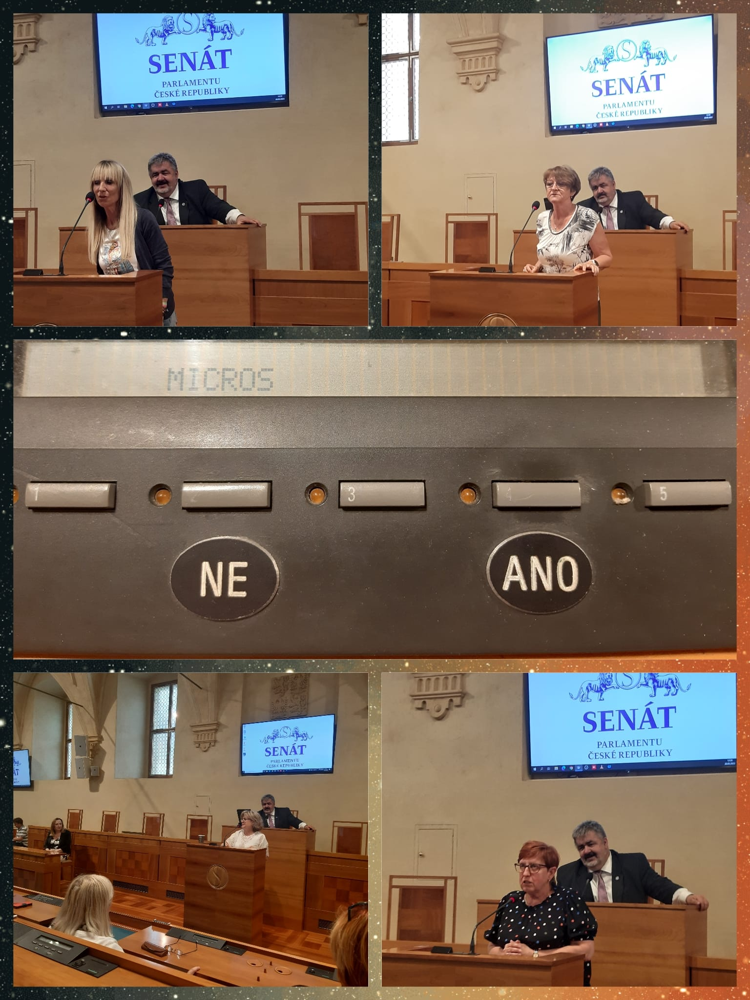 S
SENÁT
PARLAMENTU
ČESKÉ REPUBLIKY
S
SENÁT
PARLAMENTU
ČESKÉ REPUBLIKY
MICROS
1
2
3
4
5
NE
ANO
S
SENÁT
PARLAMENTU
ČESKÉ REPUBLIKY
S
S
SENÁT
PARLAMENTU
ČESKÉ REPUBLIKY